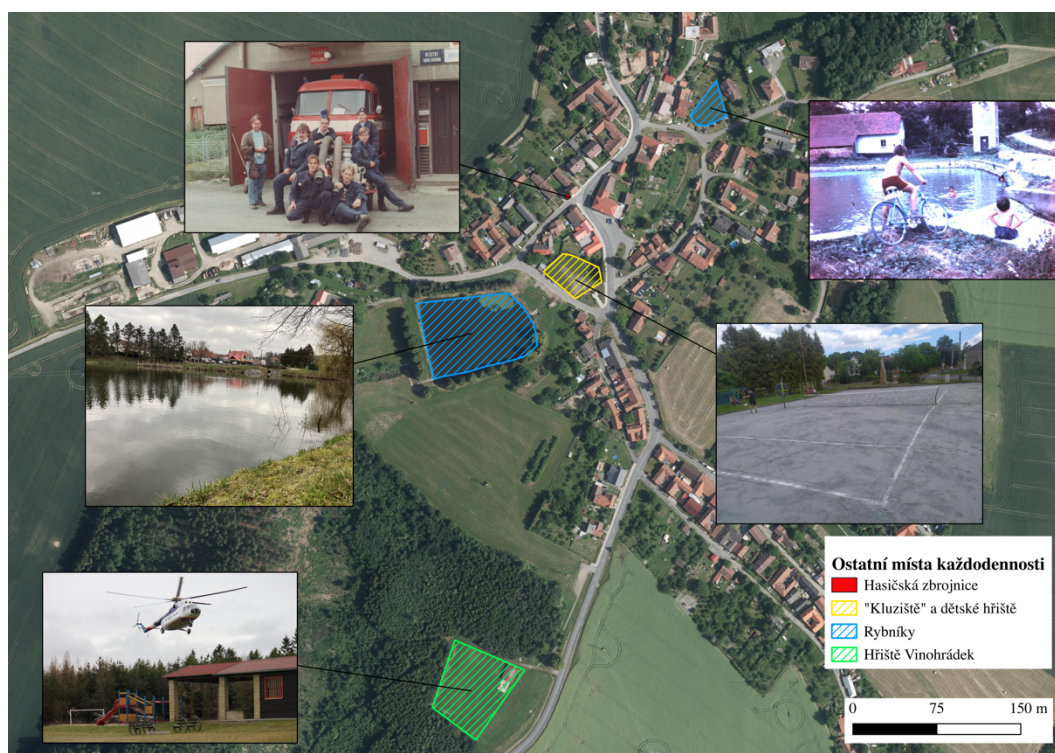 Ostatní místa každodennosti
Hasičská zbrojnice
"Kluziště" a dětské hřiště
Rybníky
Hřiště Vinohrádek
0 75 150 m